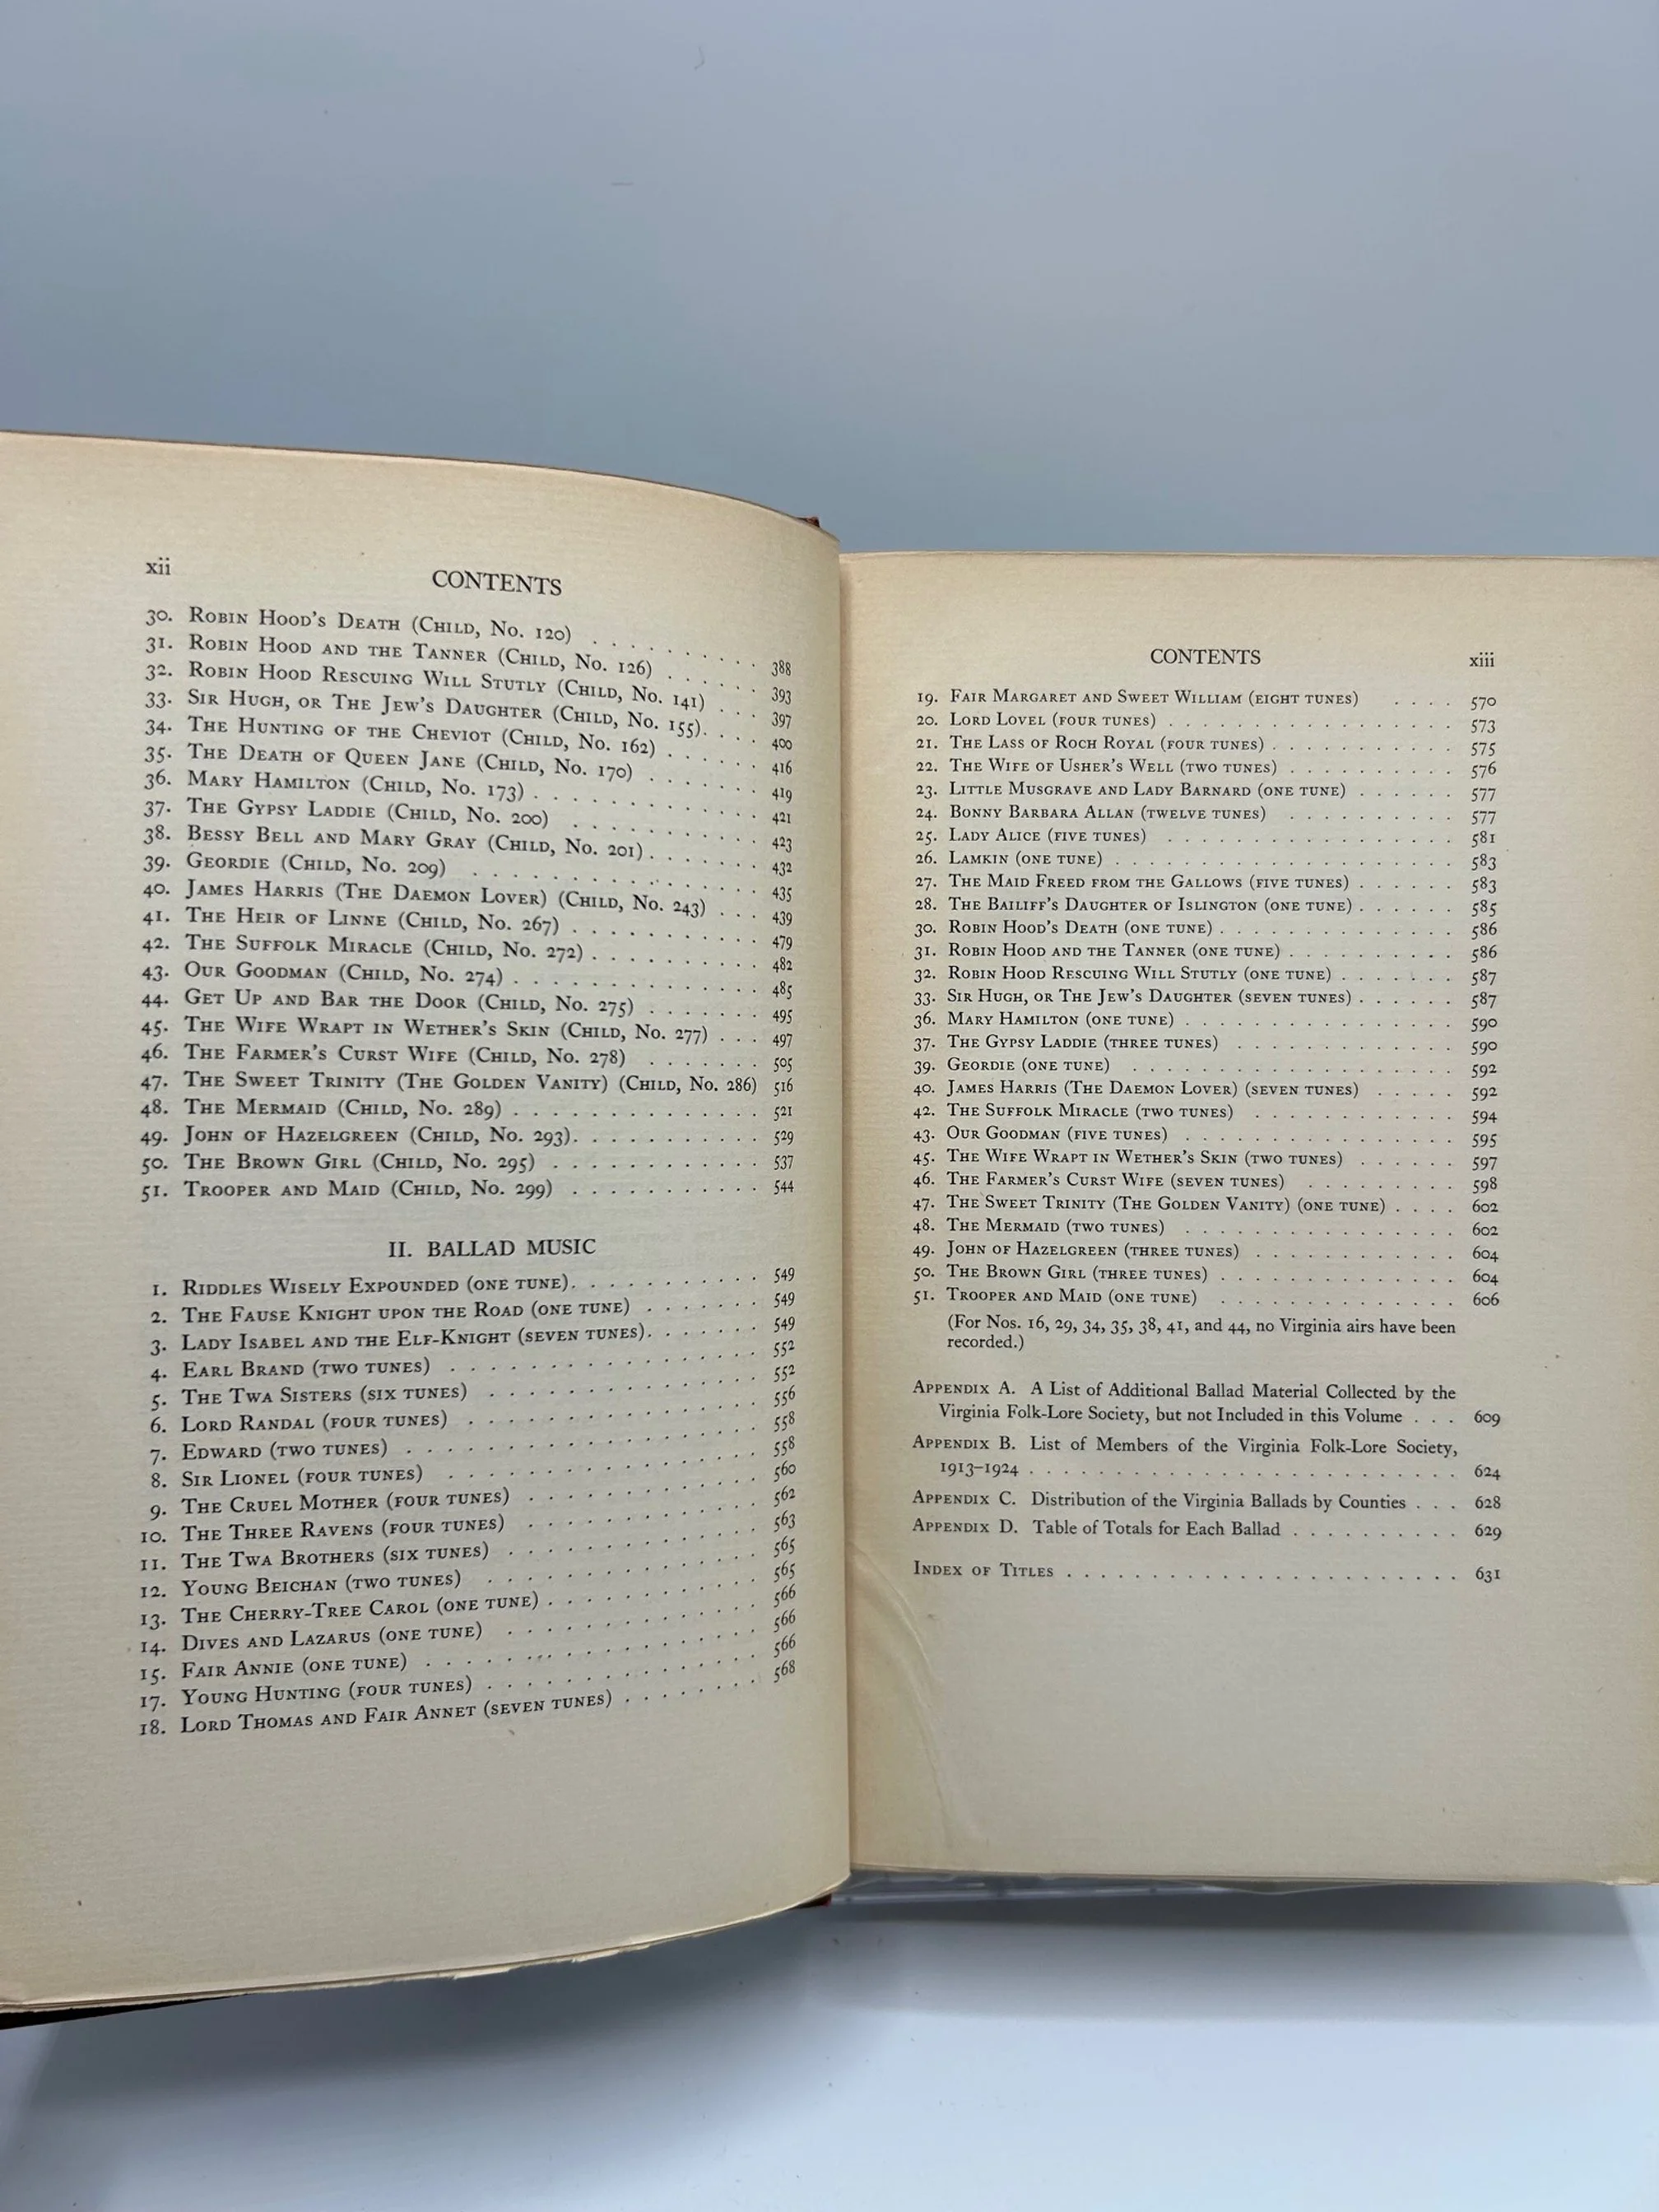 xii
CONTENTS
30. Robin Hood's Death (Child, No. 120) 388
31. Robin Hood and the Tanner (Child, No. 126) 393
32. Robin Hood Rescuing Will Stutly (Child, No. 141) 397
33. Sir Hugh, or The Jew's Daughter (Child, No. 155) 400
34. The Hunting of the Cheviot (Child, No. 162) 416
35. The Death of Queen Jane (Child, No. 170) 419
36. Mary Hamilton (Child, No. 173) 421
37. The Gypsy Laddie (Child, No. 200) 423
38. Bessy Bell and Mary Gray (Child, No. 201) 432
39. Geordie (Child, No. 209) 435
40. James Harris (The Daemon Lover) (Child, No. 243) 439
41. The Heir of Linne (Child, No. 267) 479
42. The Suffolk Miracle (Child, No. 272) 482
43. Our Goodman (Child, No. 274) 485
44. Get Up and Bar the Door (Child, No. 275) 495
45. The Wife Wrapt in Wether's Skin (Child, No. 277) 497
46. The Farmer's Curst Wife (Child, No. 278) 505
47. The Sweet Trinity (The Golden Vanity) (Child, No. 286) 516
48. The Mermaid (Child, No. 289) 521
49. John of Hazelgreen (Child, No. 293) 529
50. The Brown Girl (Child, No. 295) 537
51. Trooper and Maid (Child, No. 299) 544
II. BALLAD MUSIC
1. Riddles Wisely Expounded (one tune) 549
2. The Fause Knight upon the Road (one tune) 549
3. Lady Isabel and the Elf-Knight (seven tunes) 549
4. Earl Brand (two tunes) 552
5. The Twa Sisters (six tunes) 552
6. Lord Randal (four tunes) 556
7. Edward (two tunes) 558
8. Sir Lionel (four tunes) 558
9. The Cruel Mother (four tunes) 560
10. The Three Ravens (four tunes) 562
11. The Twa Brothers (six tunes) 563
12. Young Beichan (two tunes) 565
13. The Cherry-Tree Carol (one tune) 565
14. Dives and Lazarus (one tune) 566
15. Fair Annie (one tune) 566
17. Young Hunting (four tunes) 566
18. Lord Thomas and Fair Annet (seven tunes) 568
CONTENTS xiii
19. Fair Margaret and Sweet William (eight tunes) 570
20. Lord Lovel (four tunes) 573
21. The Lass of Roch Royal (four tunes) 575
22. The Wife of Usher's Well (two tunes) 576
23. Little Musgrave and Lady Barnard (one tune) 577
24. Bonny Barbara Allan (twelve tunes) 577
25. Lady Alice (five tunes) 581
26. Lamkin (one tune) 583
27. The Maid Freed from the Gallows (five tunes) 583
28. The Bailiff's Daughter of Islington (one tune) 585
30. Robin Hood's Death (one tune) 586
31. Robin Hood and the Tanner (one tune) 586
32. Robin Hood Rescuing Will Stutly (one tune) 587
33. Sir Hugh, or The Jew's Daughter (seven tunes) 587
36. Mary Hamilton (one tune) 590
37. The Gypsy Laddie (three tunes) 590
39. Geordie (one tune) 592
40. James Harris (The Daemon Lover) (seven tunes) 592
42. The Suffolk Miracle (two tunes) 594
43. Our Goodman (five tunes) 595
45. The Wife Wrapt in Wether's Skin (two tunes) 597
46. The Farmer's Curst Wife (seven tunes) 598
47. The Sweet Trinity (The Golden Vanity) (one tune) 602
48. The Mermaid (two tunes) 602
49. John of Hazelgreen (three tunes) 604
50. The Brown Girl (three tunes) 604
51. Trooper and Maid (one tune) 606
(For Nos. 16, 29, 34, 35, 38, 41, and 44, no Virginia airs have been
recorded.)
Appendix A. A List of Additional Ballad Material Collected by the
Virginia Folk-Lore Society, but not Included in this Volume 609
Appendix B. List of Members of the Virginia Folk-Lore Society,
1913–1924 624
Appendix C. Distribution of the Virginia Ballads by Counties 628
Appendix D. Table of Totals for Each Ballad 629
Index of Titles 631